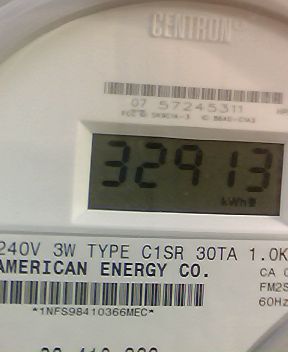 CENTRON
07 57245311
32913
kWh
240V 3W TYPE C1SR 30TA 1.0K
AMERICAN ENERGY CO.
CA 0
FM2S
60Hz
*1NFS98410366MEC*